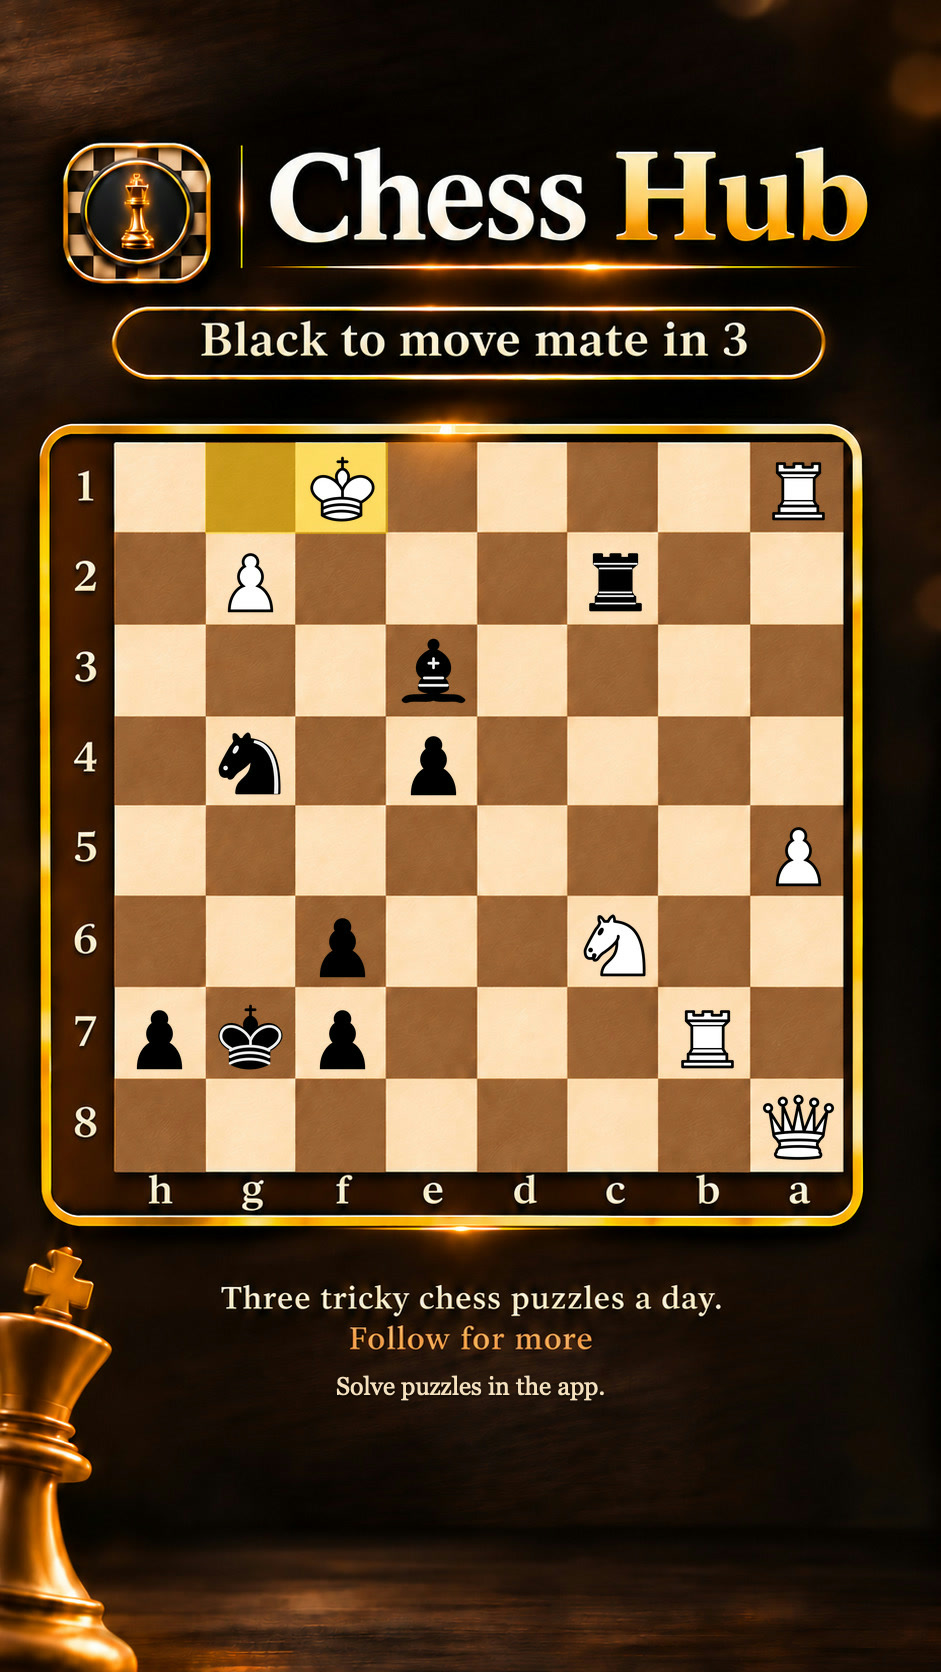 Chess Hub
Black to move mate in 3
1
2
3
4
5
6
7
8
h g f e d c b a
Three tricky chess puzzles a day.
Follow for more
Solve puzzles in the app.